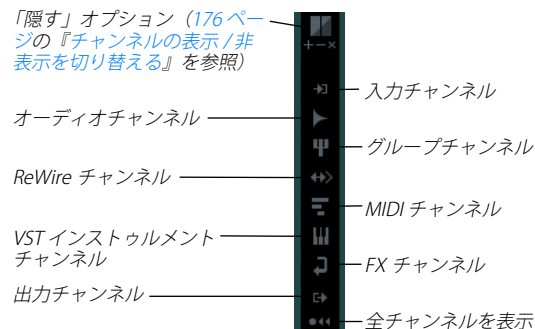 「隠す」オプション（176 ペー
ジの『チャンネルの表示 / 非
表示を切り替える』を参照）
入力チャンネル
オーディオチャンネル
グループチャンネル
ReWire チャンネル
MIDI チャンネル
VST インストゥルメント
チャンネル
FX チャンネル
出力チャンネル
全チャンネルを表示